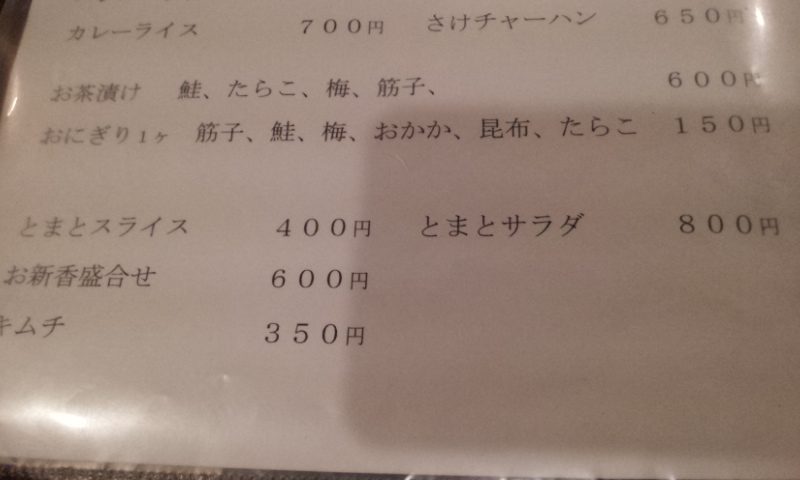 カレーライス ７００円 さけチャーハン ６５０円
お茶漬け 鮭、たらこ、梅、筋子、 ６００円
おにぎり１ヶ 筋子、鮭、梅、おかか、昆布、たらこ １５０円
とまとスライス ４００円 とまとサラダ ８００円
お新香盛合せ ６００円
キムチ ３５０円